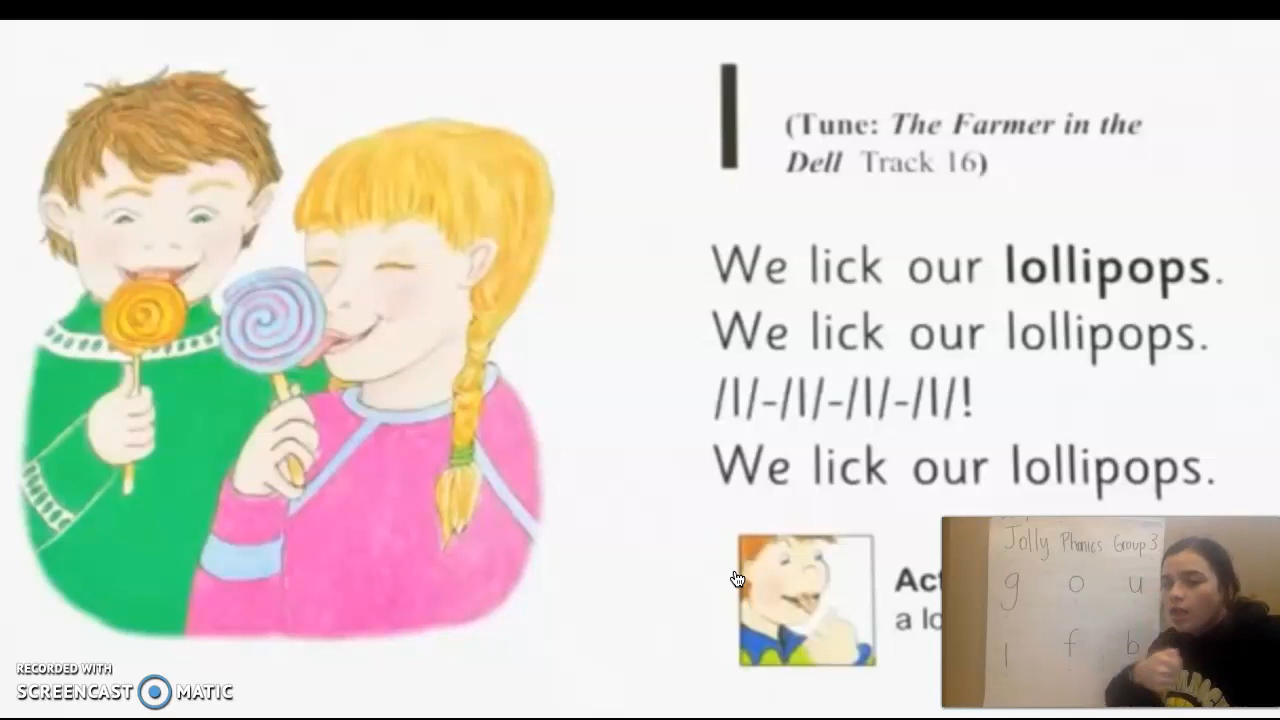 l
(Tune: The Farmer in the
Dell Track 16)
We lick our lollipops.
We lick our lollipops.
/l/-/l/-/l/-/l/!
We lick our lollipops.
a
Jolly Phonics Group 3
g o u
l f b
RECORDED WITH
SCREENCAST MATIC